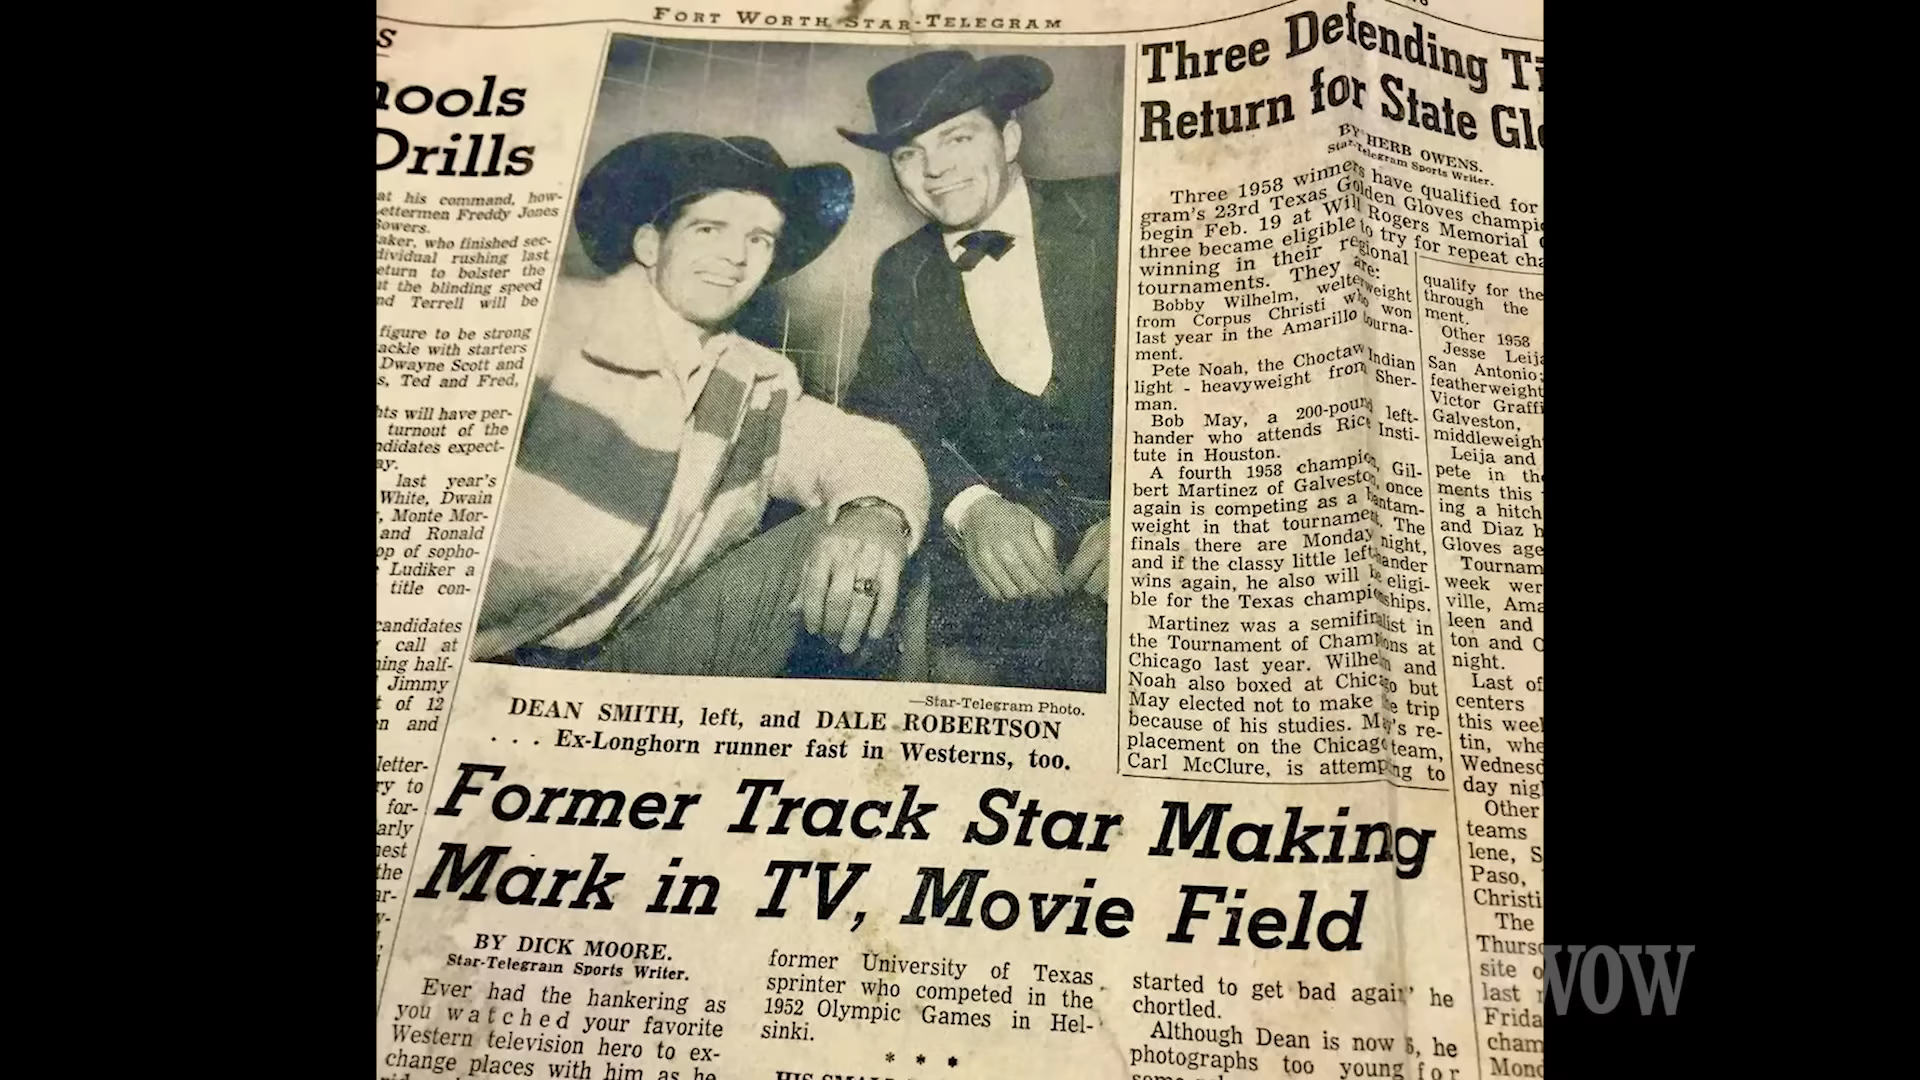 FORT WORTH STAR-TELEGRAM
s
hools
Drills
at his command, how-
ettermen Freddy Jones
Sowers.
aker, who finished sec-
dividual rushing last
eturn to bolster the
ut the blinding speed
nd Terrell will be
figure to be strong
ackle with starters
Dwayne Scott and
s, Ted and Fred,
hts will have per-
turnout of the
ndidates expect-
ay.
last year's
White, Dwain
, Monte Mor-
and Ronald
op of sopho-
Ludiker a
title con-
candidates
call at
ning half-
Jimmy
t of 12
n and
letter-
ry to
for-
arly
nest
the
ar-
—Star-Telegram Photo.
DEAN SMITH, left, and DALE ROBERTSON
. . . Ex-Longhorn runner fast in Westerns, too.
Former Track Star Making
Mark in TV, Movie Field
BY DICK MOORE.
Star-Telegram Sports Writer.
Ever had the hankering as
you watched your favorite
Western television hero to ex-
change places with him as he
former University of Texas
sprinter who competed in the
1952 Olympic Games in Hel-
sinki.
* * *
HIS SMALL
started to get bad again" he
chortled.
Although Dean is now he
photographs too young for
Three Defending Ti
Return for State Glo
BY HERB OWENS.
Star-Telegram Sports Writer.
Three 1958 winners have qualified for
gram's 23rd Texas Golden Gloves champi
begin Feb. 19 at Will Rogers Memorial C
three became eligible to try for repeat cha
winning in their regional
tournaments. They are:
Bobby Wilhelm, welterweight
from Corpus Christi who won
last year in the Amarillo tourna-
ment.
Pete Noah, the Choctaw Indian
light - heavyweight from Sher-
man.
Bob May, a 200-pound left-
hander who attends Rice Insti-
tute in Houston.
A fourth 1958 champion, Gil-
bert Martinez of Galveston, once
again is competing as a bantam-
weight in that tournament. The
finals there are Monday night,
and if the classy little left-hander
wins again, he also will be eligi-
ble for the Texas championships.
Martinez was a semifinalist in
the Tournament of Champions at
Chicago last year. Wilhelm and
Noah also boxed at Chicago but
May elected not to make the trip
because of his studies. May's re-
placement on the Chicago team,
Carl McClure, is attempting to
qualify for the
through the
ment.
Other 1958
Jesse Leija
San Antonio;
featherweight
Victor Graffi
Galveston,
middleweigh
Leija and
pete in the
ments this
ing a hitch
and Diaz h
Gloves age
Tournam
week wer
ville, Ama
leen and
ton and O
night.
Last of
centers
this week
tin, whe
Wednesd
day nigh
Other
teams
lene, S
Paso,
Christi
The
Thursd
site o
last
Frida
cham
Mond
WOW